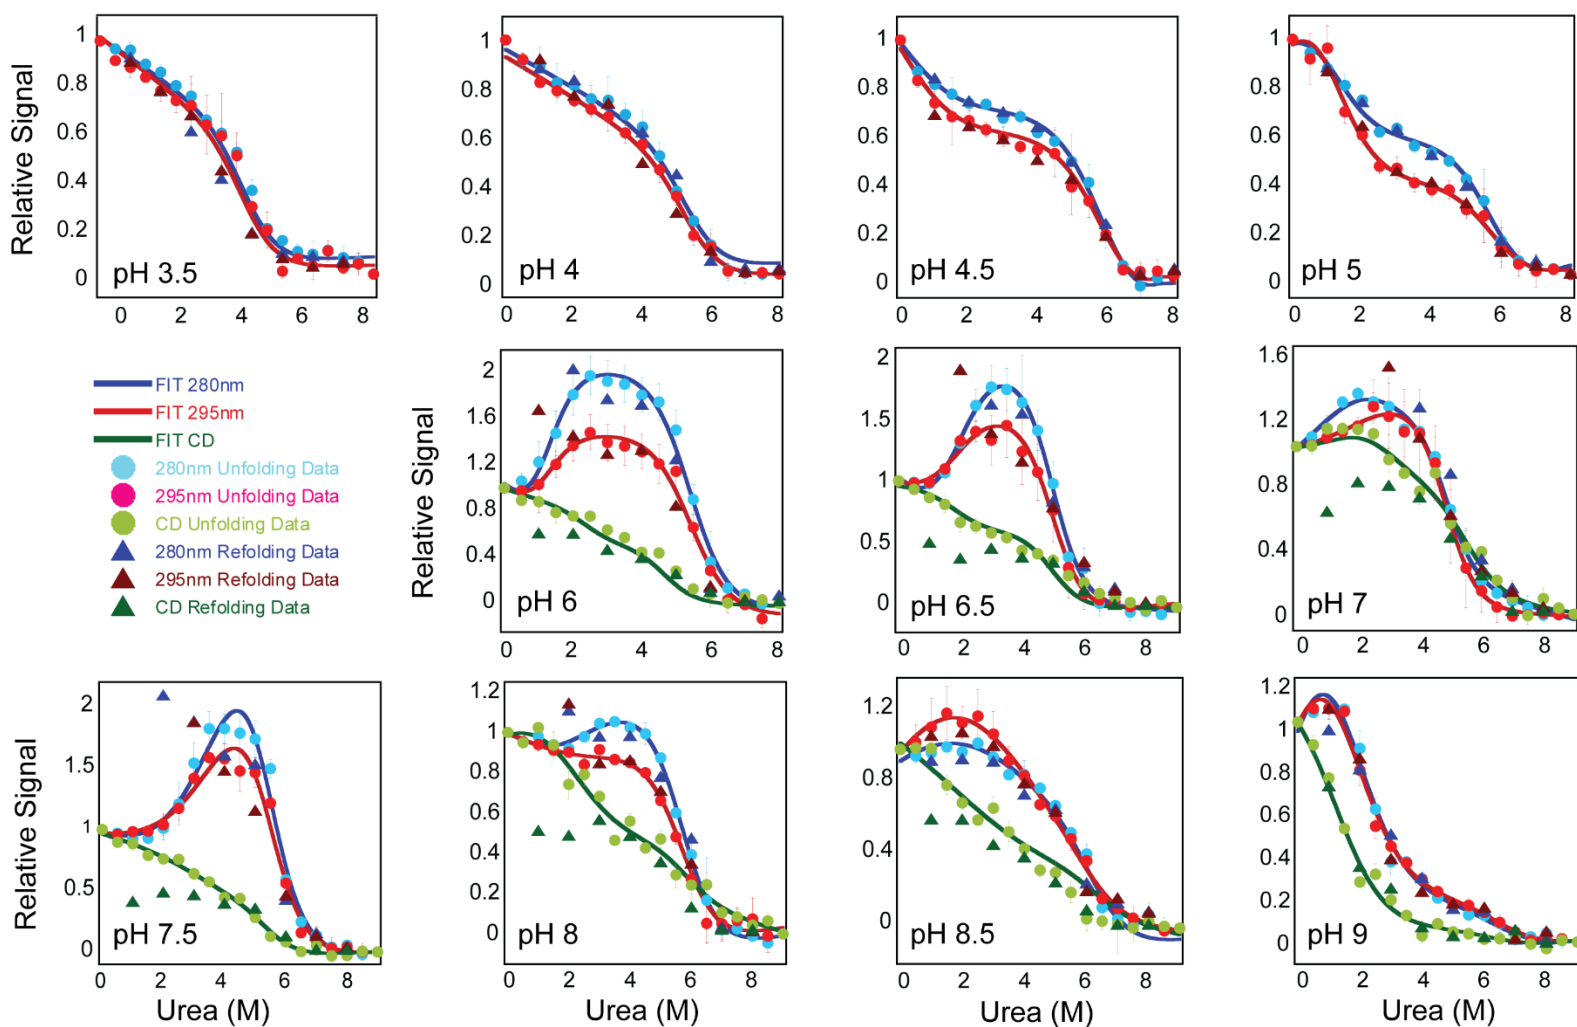 Relative Signal
1
0.8
0.6
0.4
0.2
0
pH 3.5
0 2 4 6 8
1
0.8
0.6
0.4
0.2
0
pH 4
0 2 4 6 8
1
0.8
0.6
0.4
0.2
0
pH 4.5
0 2 4 6 8
1
0.8
0.6
0.4
0.2
0
pH 5
0 2 4 6 8
FIT 280nm
FIT 295nm
FIT CD
280nm Unfolding Data
295nm Unfolding Data
CD Unfolding Data
280nm Refolding Data
295nm Refolding Data
CD Refolding Data
Relative Signal
2
1.6
1.2
0.8
0.4
0
pH 6
0 2 4 6 8
2
1.5
1
0.5
0
pH 6.5
0 2 4 6 8
1.6
1.2
0.8
0.4
0
pH 7
0 2 4 6 8
Relative Signal
2
1.5
1
0.5
0
pH 7.5
0 2 4 6 8
Urea (M)
1.2
1
0.8
0.6
0.4
0.2
0
pH 8
0 2 4 6 8
Urea (M)
1.2
0.8
0.4
0
pH 8.5
0 2 4 6 8
Urea (M)
1.2
1
0.8
0.6
0.4
0.2
0
pH 9
0 2 4 6 8
Urea (M)